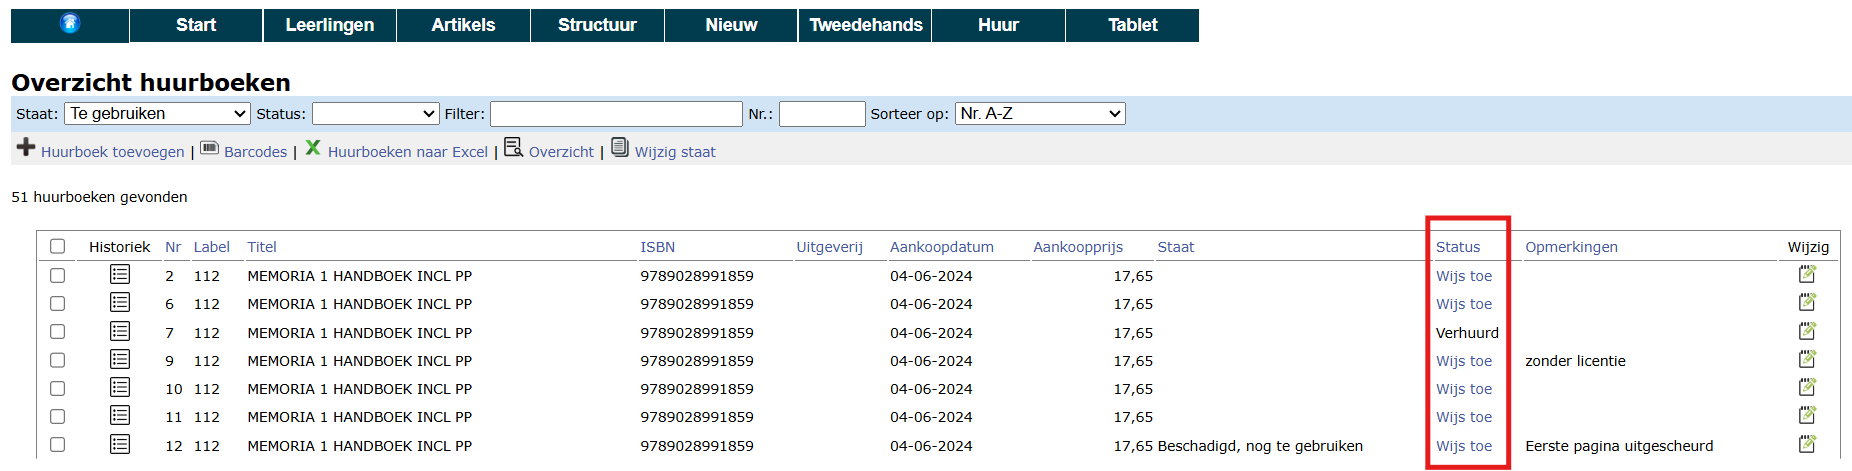 Start Leerlingen Artikels Structuur Nieuw Tweedehands Huur Tablet
Overzicht huurboeken
Staat: Te gebruiken Status: Filter: Nr.: Sorteer op: Nr. A-Z
Huurboek toevoegen | Barcodes | Huurboeken naar Excel | Overzicht | Wijzig staat
51 huurboeken gevonden
Historiek Nr Label Titel ISBN Uitgeverij Aankoopdatum Aankoopprijs Staat Status Opmerkingen Wijzig
2 112 MEMORIA 1 HANDBOEK INCL PP 9789028991859 04-06-2024 17,65 Wijs toe
6 112 MEMORIA 1 HANDBOEK INCL PP 9789028991859 04-06-2024 17,65 Wijs toe
7 112 MEMORIA 1 HANDBOEK INCL PP 9789028991859 04-06-2024 17,65 Verhuurd
9 112 MEMORIA 1 HANDBOEK INCL PP 9789028991859 04-06-2024 17,65 Wijs toe zonder licentie
10 112 MEMORIA 1 HANDBOEK INCL PP 9789028991859 04-06-2024 17,65 Wijs toe
11 112 MEMORIA 1 HANDBOEK INCL PP 9789028991859 04-06-2024 17,65 Wijs toe
12 112 MEMORIA 1 HANDBOEK INCL PP 9789028991859 04-06-2024 17,65 Beschadigd, nog te gebruiken Wijs toe Eerste pagina uitgescheurd